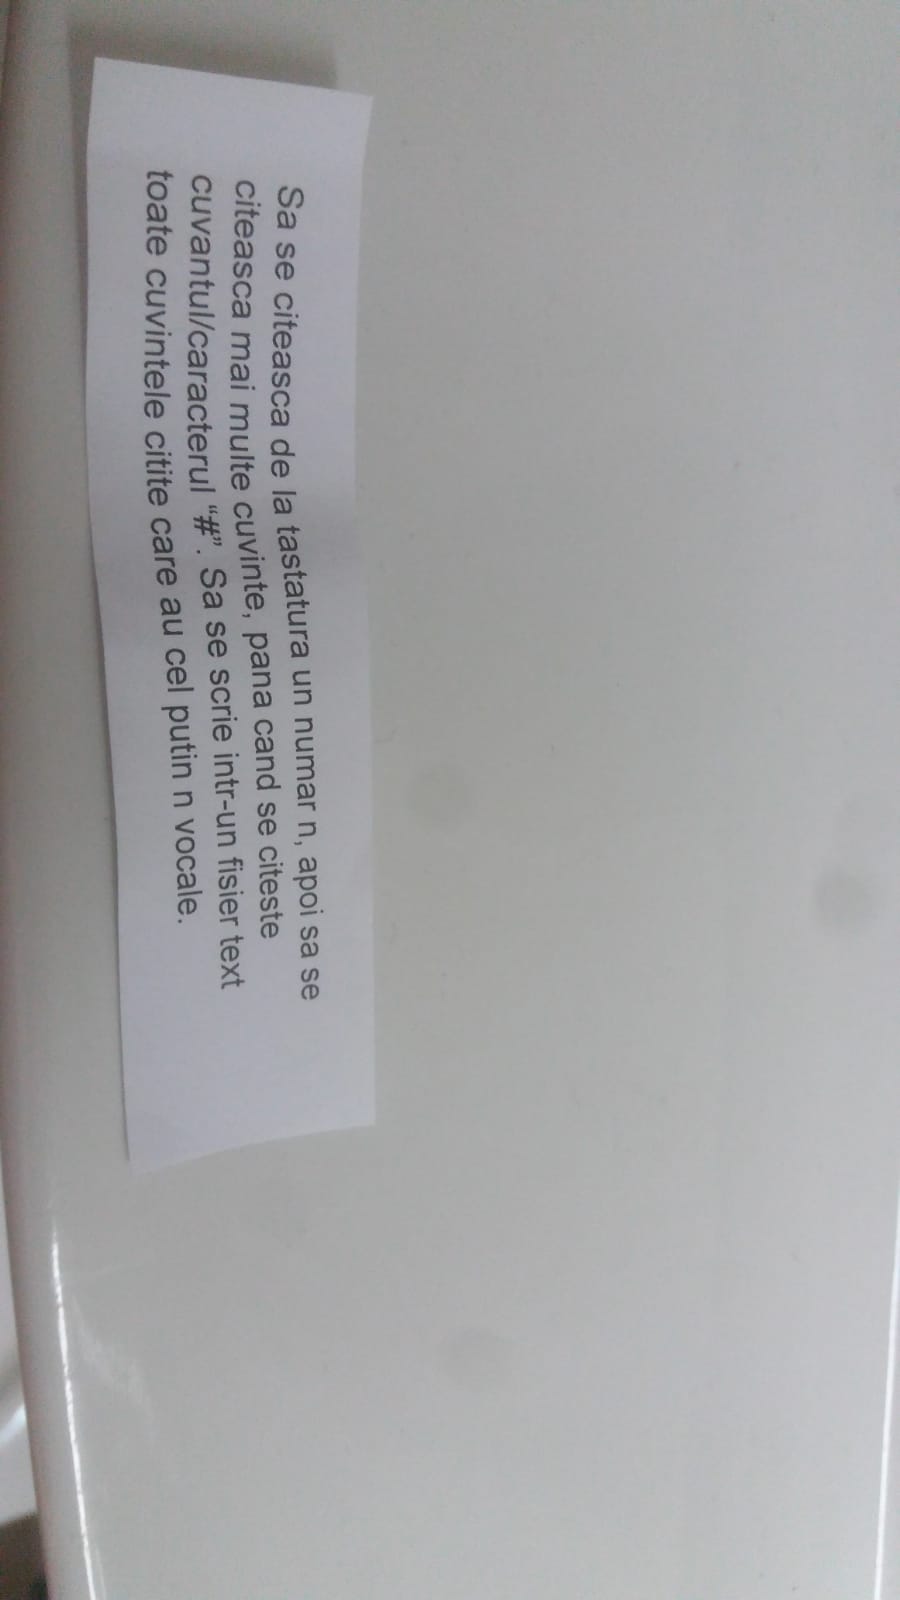 Sa se citeasca de la tastatura un numar n, apoi sa se
citeasca mai multe cuvinte, pana cand se citeste
cuvantul/caracterul “#”. Sa se scrie intr-un fisier text
toate cuvintele citite care au cel putin n vocale.